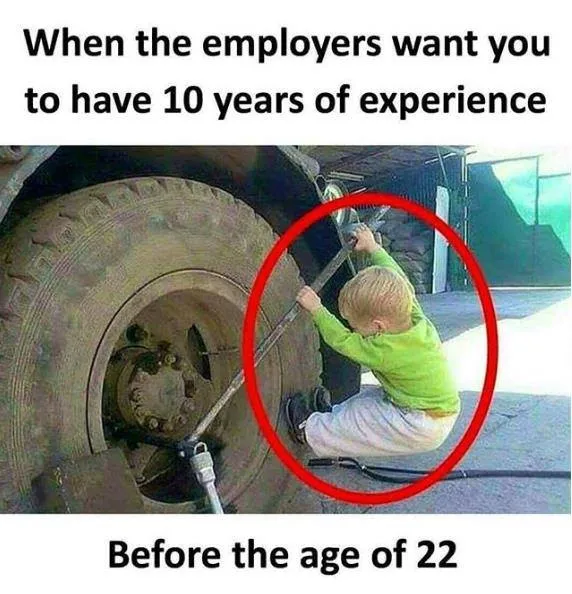 When the employers want you
to have 10 years of experience
Before the age of 22